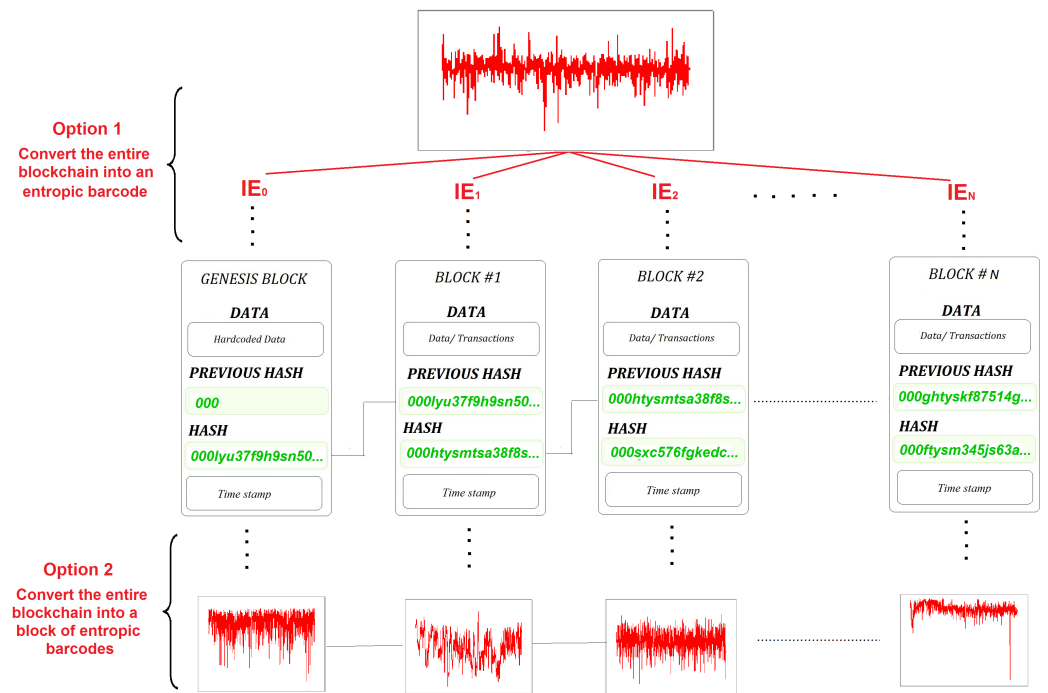 Option 1
Convert the entire
blockchain into an
entropic barcode
IE0
IE1
IE2
IEN
GENESIS BLOCK
DATA
Hardcoded Data
PREVIOUS HASH
000
HASH
000lyu37f9h9sn50...
Time stamp
BLOCK #1
DATA
Data/ Transactions
PREVIOUS HASH
000lyu37f9h9sn50...
HASH
000htysmtsa38f8s...
Time stamp
BLOCK #2
DATA
Data/ Transactions
PREVIOUS HASH
000htysmtsa38f8s...
HASH
000sxc576fgkedc...
Time stamp
BLOCK # N
DATA
Data/ Transactions
PREVIOUS HASH
000ghtyskf87514g...
HASH
000ftysm345js63a...
Time stamp
Option 2
Convert the entire
blockchain into a
block of entropic
barcodes